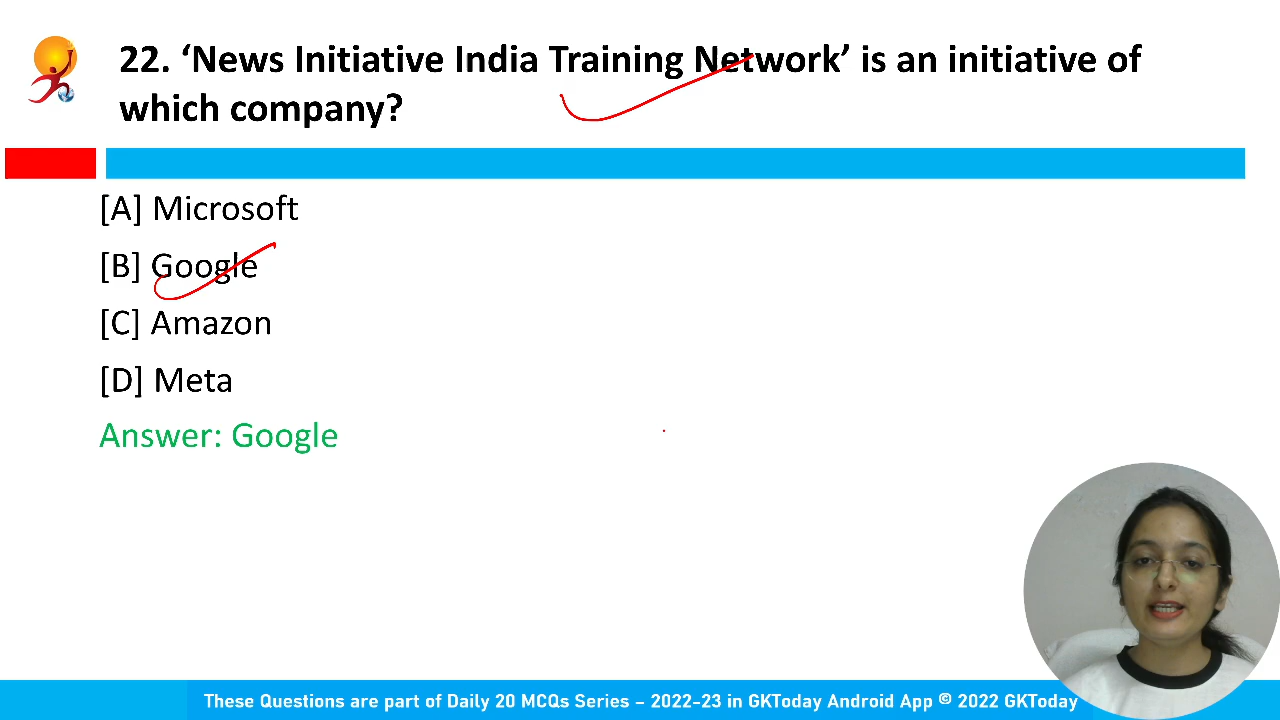 22. ‘News Initiative India Training Network’ is an initiative of
which company?
[A] Microsoft
[B] Google
[C] Amazon
[D] Meta
Answer: Google
These Questions are part of Daily 20 MCQs Series – 2022-23 in GKToday Android App © 2022 GKToday